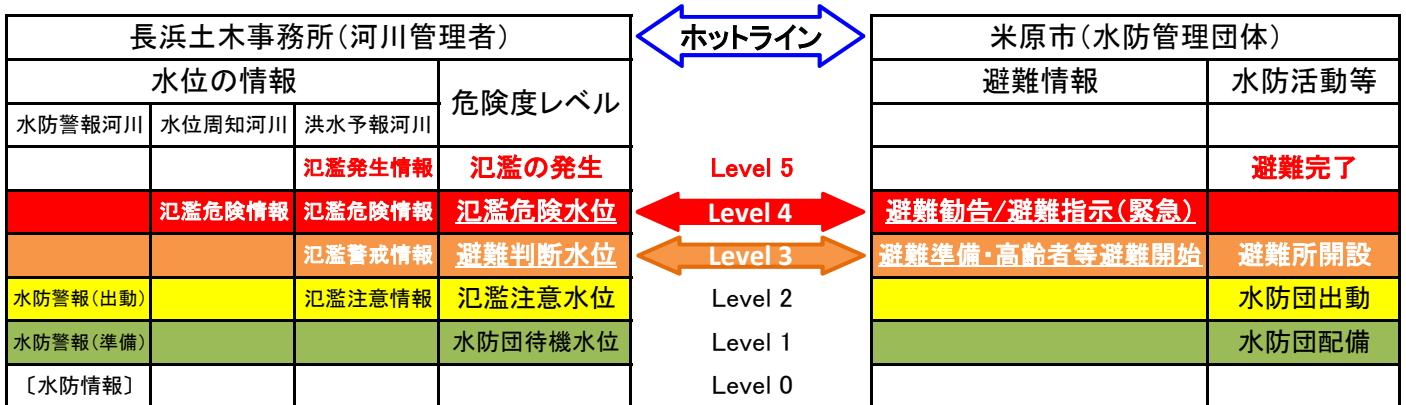 長浜土木事務所（河川管理者） ホットライン 米原市（水防管理団体）
水位の情報 危険度レベル 避難情報 水防活動等
水防警報河川 水位周知河川 洪水予報河川
氾濫発生情報 氾濫の発生 Level 5 避難完了
氾濫危険情報 氾濫危険情報 氾濫危険水位 Level 4 避難勧告/避難指示（緊急）
氾濫警戒情報 避難判断水位 Level 3 避難準備・高齢者等避難開始 避難所開設
水防警報（出動） 氾濫注意情報 氾濫注意水位 Level 2 水防団出動
水防警報（準備） 水防団待機水位 Level 1 水防団配備
〔水防情報〕 Level 0